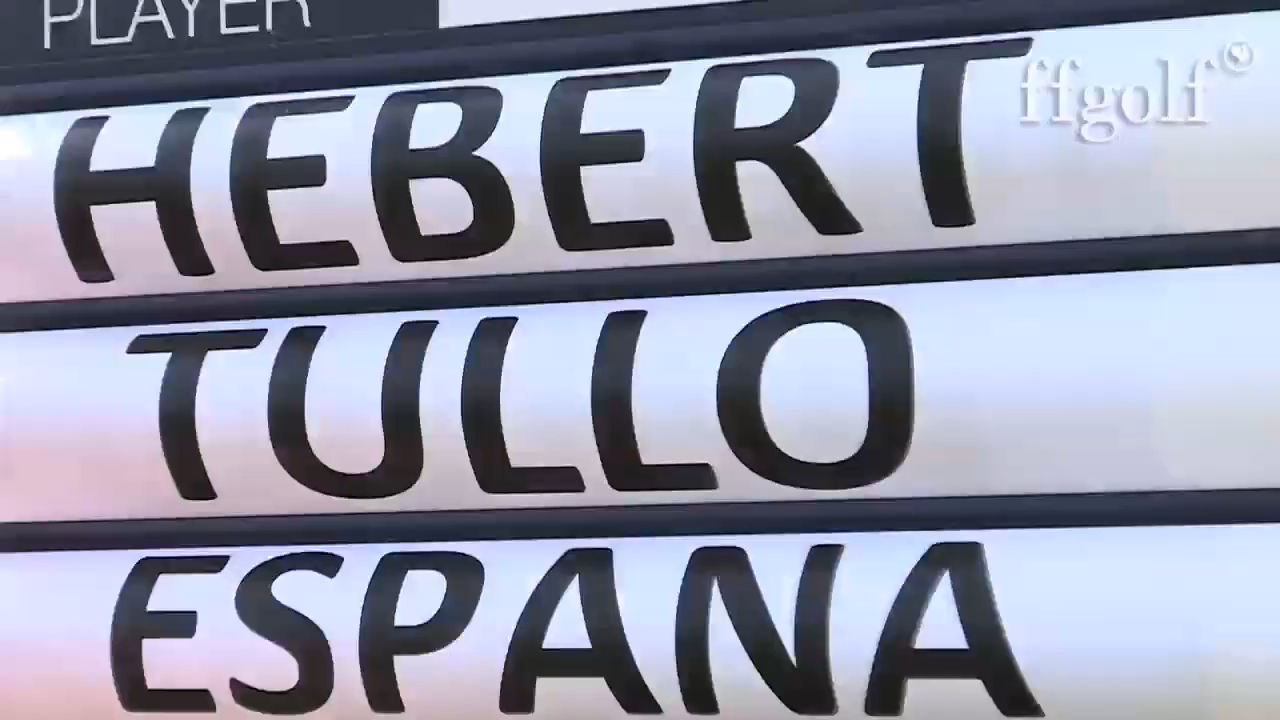 PLAYER
HEBERT
ffgolf
TULLO
ESPANA